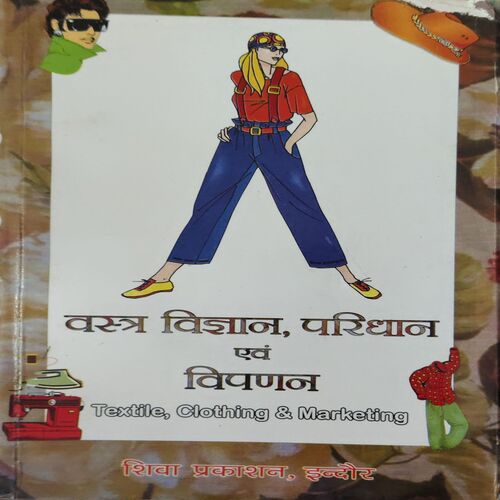 वस्त्र विज्ञान, परिधान
एवं
विपणन
Textile, Clothing & Marketing
शिवा प्रकाशन, इन्दौर